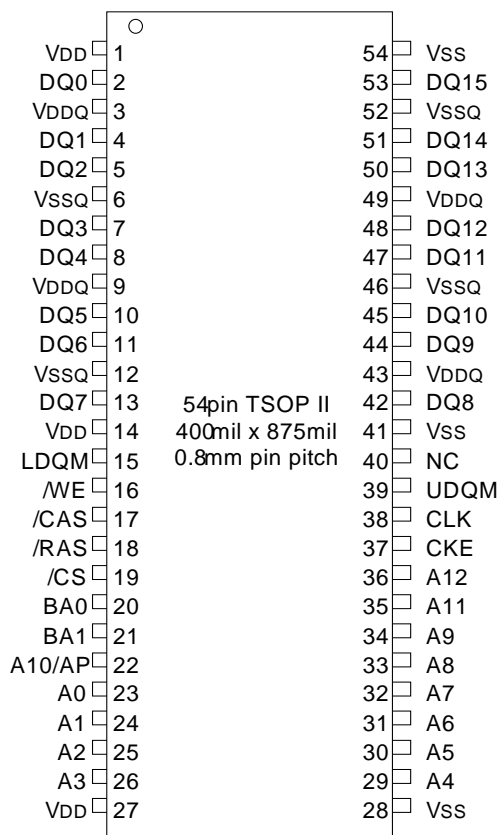 VDD 1 54 VSS
DQ0 2 53 DQ15
VDDQ 3 52 VSSQ
DQ1 4 51 DQ14
DQ2 5 50 DQ13
VSSQ 6 49 VDDQ
DQ3 7 48 DQ12
DQ4 8 47 DQ11
VDDQ 9 46 VSSQ
DQ5 10 45 DQ10
DQ6 11 44 DQ9
VSSQ 12 43 VDDQ
DQ7 13 54pin TSOP II 42 DQ8
VDD 14 400mil x 875mil 41 VSS
LDQM 15 0.8mm pin pitch 40 NC
/WE 16 39 UDQM
/CAS 17 38 CLK
/RAS 18 37 CKE
/CS 19 36 A12
BA0 20 35 A11
BA1 21 34 A9
A10/AP 22 33 A8
A0 23 32 A7
A1 24 31 A6
A2 25 30 A5
A3 26 29 A4
VDD 27 28 VSS